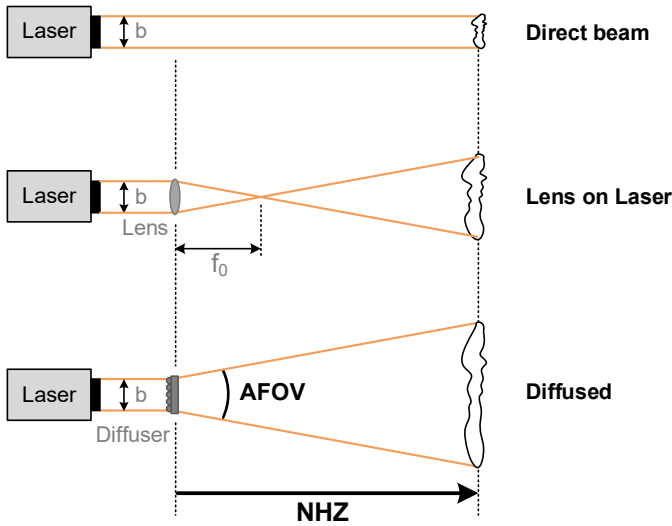 Laser
b
Direct beam
Laser
b
Lens
f₀
Lens on Laser
Laser
b
Diffuser
AFOV
Diffused
NHZ